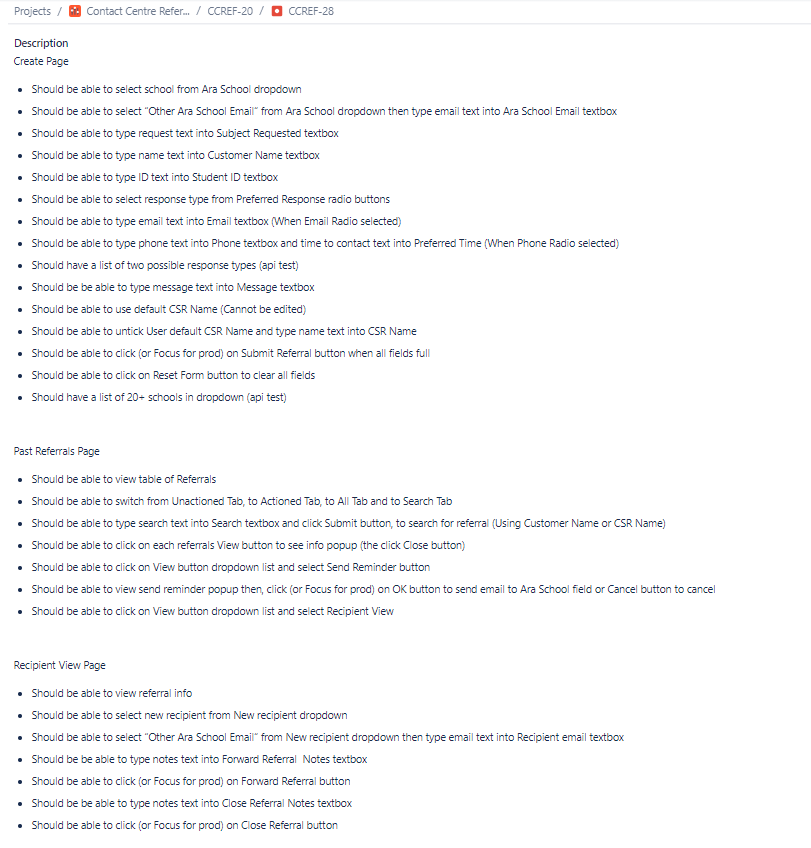 Projects / Contact Centre Refer... / CCREF-20 / CCREF-28
Description
Create Page
• Should be able to select school from Ara School dropdown
• Should be able to select "Other Ara School Email" from Ara School dropdown then type email text into Ara School Email textbox
• Should be able to type request text into Subject Requested textbox
• Should be able to type name text into Customer Name textbox
• Should be able to type ID text into Student ID textbox
• Should be able to select response type from Preferred Response radio buttons
• Should be able to type email text into Email textbox (When Email Radio selected)
• Should be able to type phone text into Phone textbox and time to contact text into Preferred Time (When Phone Radio selected)
• Should have a list of two possible response types (api test)
• Should be be able to type message text into Message textbox
• Should be able to use default CSR Name (Cannot be edited)
• Should be able to untick User default CSR Name and type name text into CSR Name
• Should be able to click (or Focus for prod) on Submit Referral button when all fields full
• Should be able to click on Reset Form button to clear all fields
• Should have a list of 20+ schools in dropdown (api test)
Past Referrals Page
• Should be able to view table of Referrals
• Should be able to switch from Unactioned Tab, to Actioned Tab, to All Tab and to Search Tab
• Should be able to type search text into Search textbox and click Submit button, to search for referral (Using Customer Name or CSR Name)
• Should be able to click on each referrals View button to see info popup (the click Close button)
• Should be able to click on View button dropdown list and select Send Reminder button
• Should be able to view send reminder popup then, click (or Focus for prod) on OK button to send email to Ara School field or Cancel button to cancel
• Should be able to click on View button dropdown list and select Recipient View
Recipient View Page
• Should be able to view referral info
• Should be able to select new recipient from New recipient dropdown
• Should be able to select "Other Ara School Email" from New recipient dropdown then type email text into Recipient email textbox
• Should be be able to type notes text into Forward Referral Notes textbox
• Should be able to click (or Focus for prod) on Forward Referral button
• Should be be able to type notes text into Close Referral Notes textbox
• Should be able to click (or Focus for prod) on Close Referral button